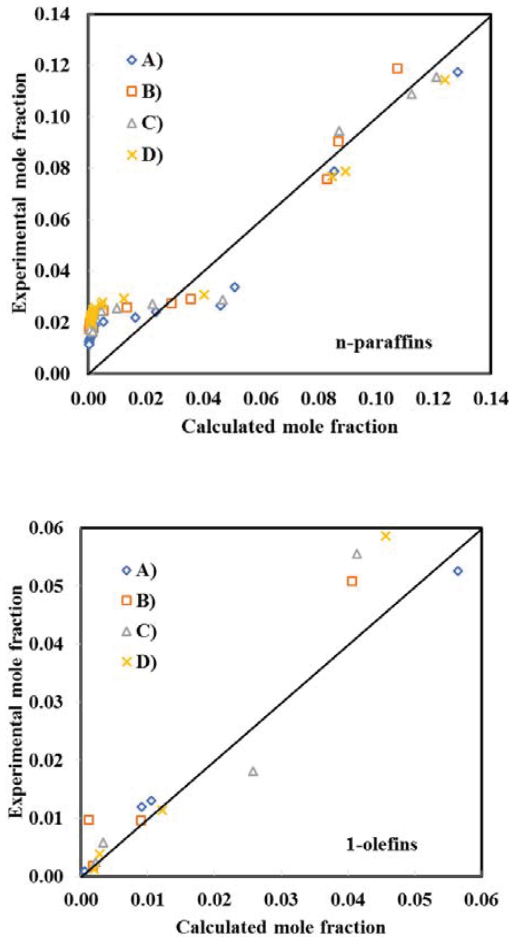 0.14
0.12
0.10
0.08
0.06
0.04
0.02
0.00
Experimental mole fraction
A)
B)
C)
D)
n-paraffins
0.00 0.02 0.04 0.06 0.08 0.10 0.12 0.14
Calculated mole fraction
0.06
0.05
0.04
0.03
0.02
0.01
0.00
Experimental mole fraction
A)
B)
C)
D)
1-olefins
0.00 0.01 0.02 0.03 0.04 0.05 0.06
Calculated mole fraction